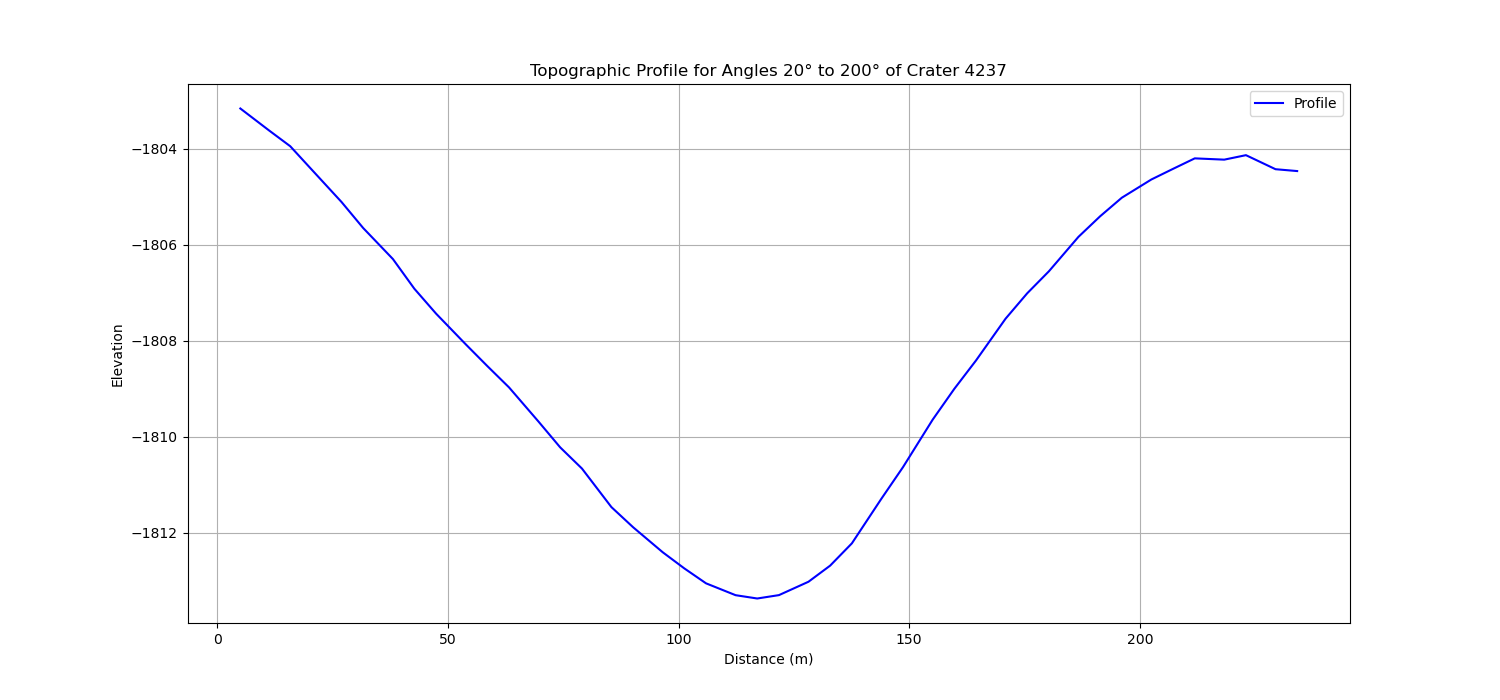 Topographic Profile for Angles 20° to 200° of Crater 4237
Profile
−1804
−1806
−1808
−1810
−1812
Elevation
0
50
100
150
200
Distance (m)